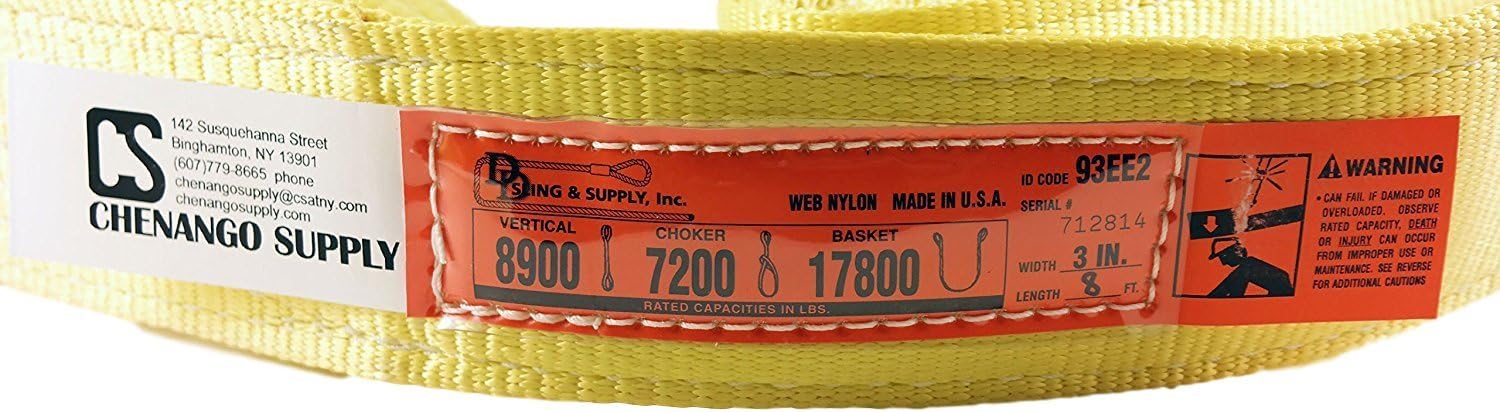 CS
142 Susquehanna Street
Binghamton, NY 13901
(607)779-8665 phone
chenangosupply@csatny.com
chenangosupply.com
CHENANGO SUPPLY
DD
SLING & SUPPLY, Inc.
WEB NYLON MADE IN U.S.A.
VERTICAL
8900
CHOKER
7200
BASKET
17800
RATED CAPACITIES IN LBS.
ID CODE 93EE2
SERIAL #
712814
WIDTH 3 IN.
LENGTH 8 FT.
WARNING
• CAN FAIL IF DAMAGED OR
OVERLOADED. OBSERVE
RATED CAPACITY, DEATH
OR INJURY CAN OCCUR
FROM IMPROPER USE OR
MAINTENANCE. SEE REVERSE
FOR ADDITIONAL CAUTIONS